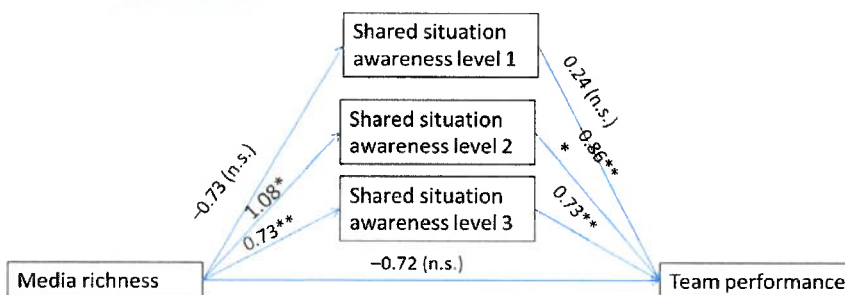 Shared situation
awareness level 1
0.24 (n.s.)
Shared situation
awareness level 2
*
0.86**
–0.73 (n.s.)
1.08*
Shared situation
awareness level 3
0.73**
0.73**
–0.72 (n.s.)
Media richness
Team performance